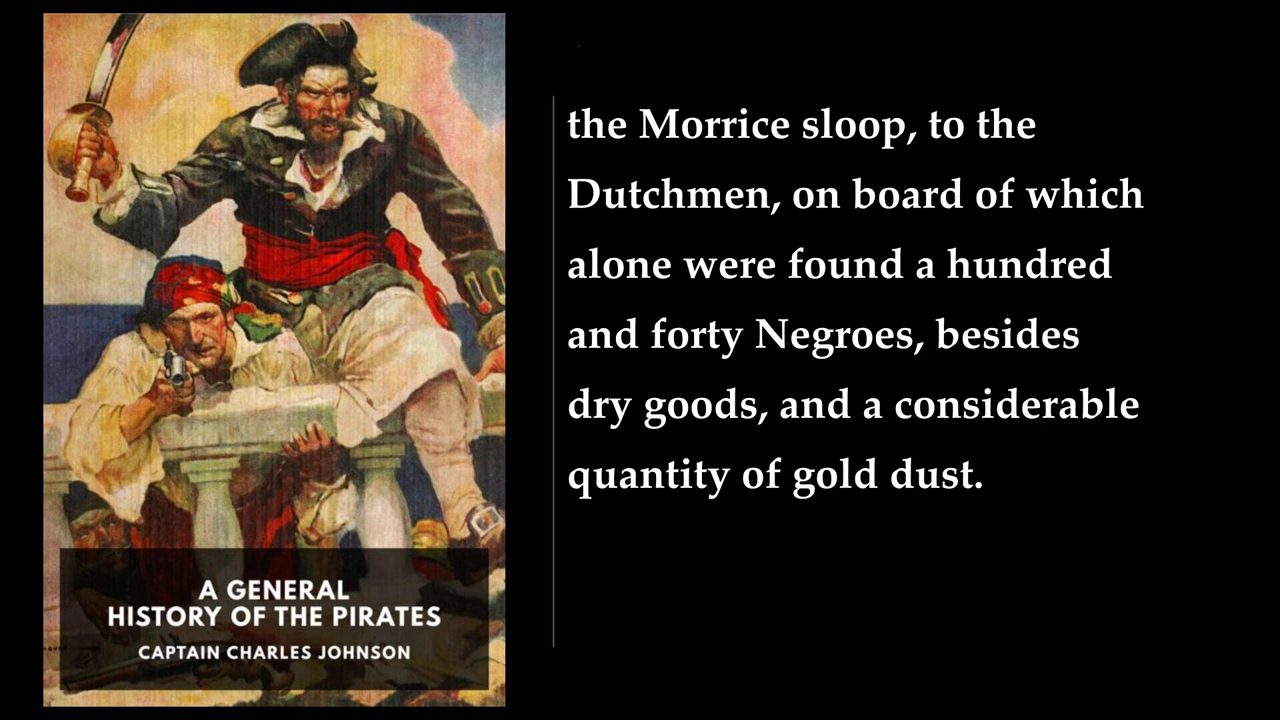 the Morrice sloop, to the
Dutchmen, on board of which
alone were found a hundred
and forty Negroes, besides
dry goods, and a considerable
quantity of gold dust.
A GENERAL
HISTORY OF THE PIRATES
CAPTAIN CHARLES JOHNSON